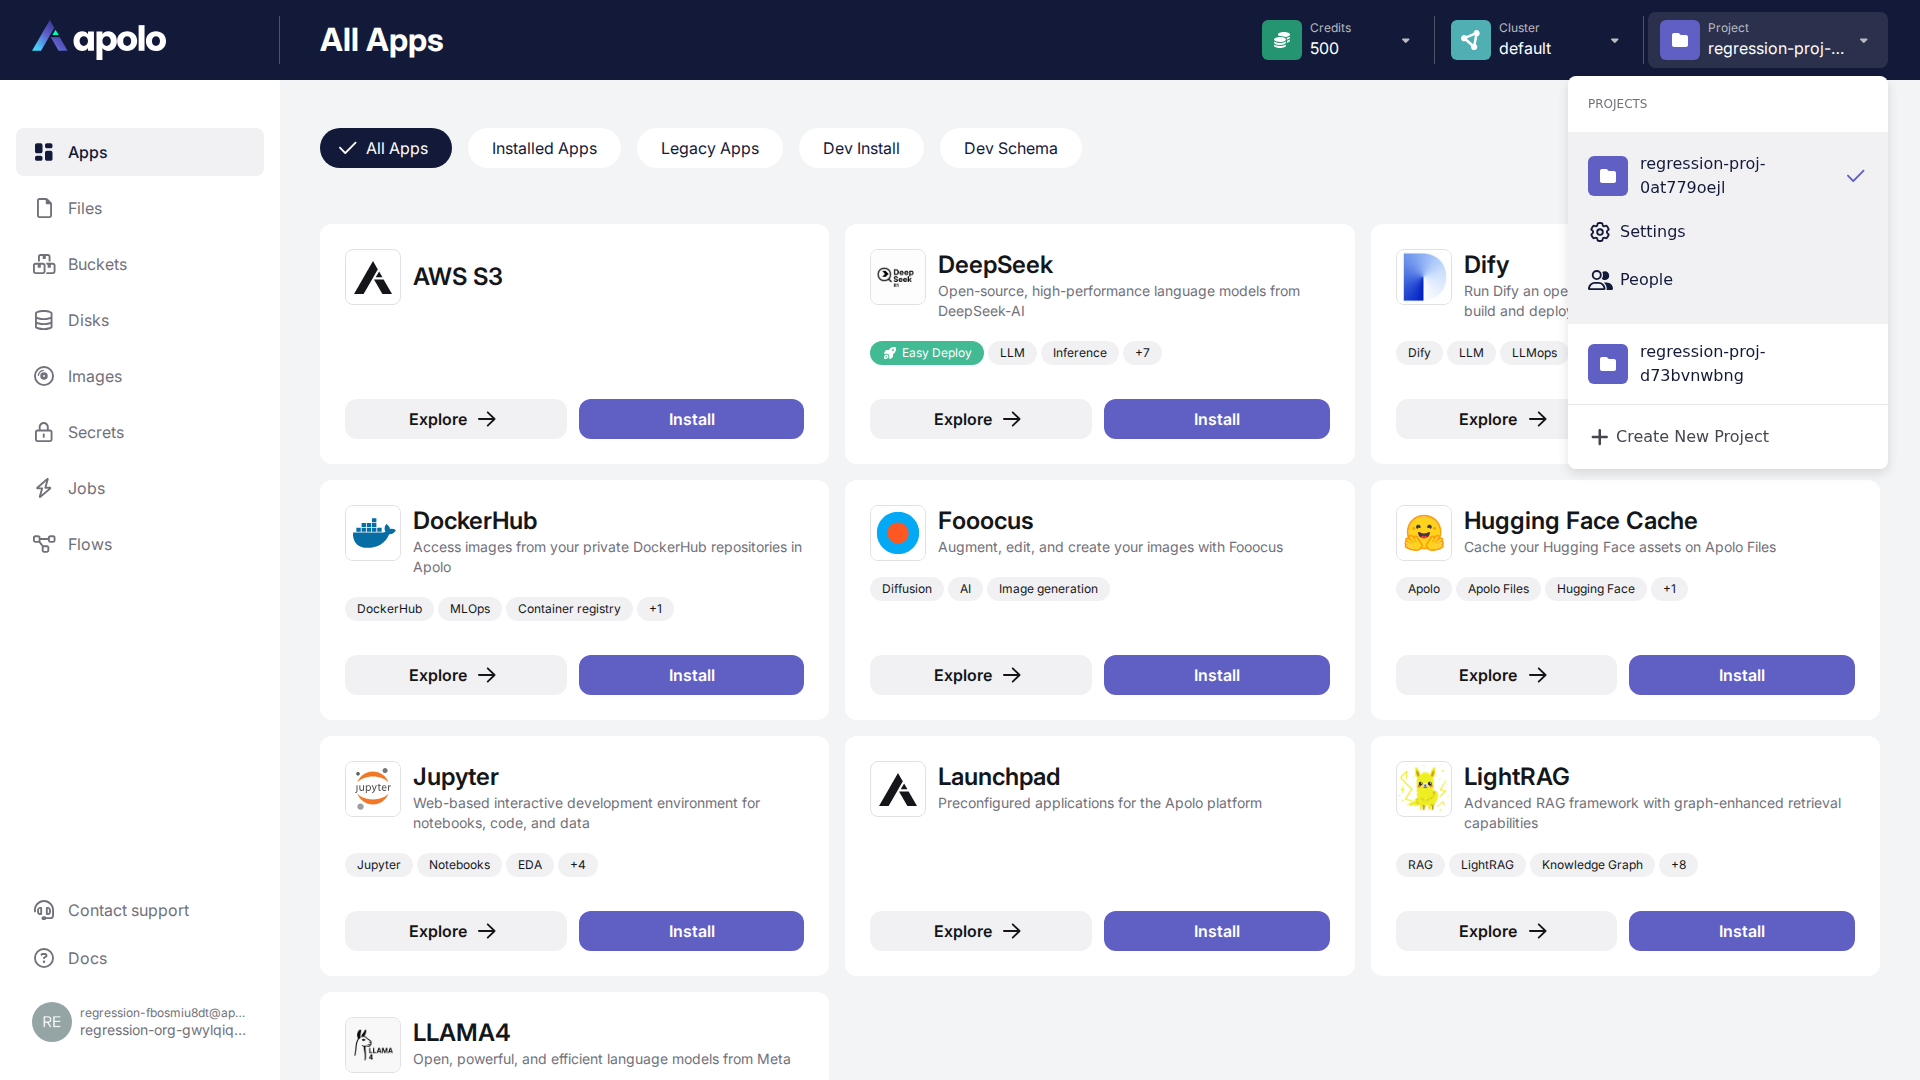 apolo
All Apps
Credits
500
Cluster
default
Project
regression-proj-...
PROJECTS
regression-proj-
0at779oejl
Settings
People
regression-proj-
d73bvnwbng
Create New Project
Apps
Files
Buckets
Disks
Images
Secrets
Jobs
Flows
Contact support
Docs
RE
regression-fbosmiu8dt@ap...
regression-org-gwylqiq...
All Apps
Installed Apps
Legacy Apps
Dev Install
Dev Schema
AWS S3
Explore
Install
Deep
Seek
R1
DeepSeek
Open-source, high-performance language models from
DeepSeek-AI
Easy Deploy
LLM
Inference
+7
Explore
Install
Dify
Run Dify an ope
build and deploy
Dify
LLM
LLMops
Explore
DockerHub
Access images from your private DockerHub repositories in
Apolo
DockerHub
MLOps
Container registry
+1
Explore
Install
Fooocus
Augment, edit, and create your images with Fooocus
Diffusion
AI
Image generation
Explore
Install
Hugging Face Cache
Cache your Hugging Face assets on Apolo Files
Apolo
Apolo Files
Hugging Face
+1
Explore
Install
jupyter
Jupyter
Web-based interactive development environment for
notebooks, code, and data
Jupyter
Notebooks
EDA
+4
Explore
Install
Launchpad
Preconfigured applications for the Apolo platform
Explore
Install
LightRAG
Advanced RAG framework with graph-enhanced retrieval
capabilities
RAG
LightRAG
Knowledge Graph
+8
Explore
Install
LLAMA
4
LLAMA4
Open, powerful, and efficient language models from Meta